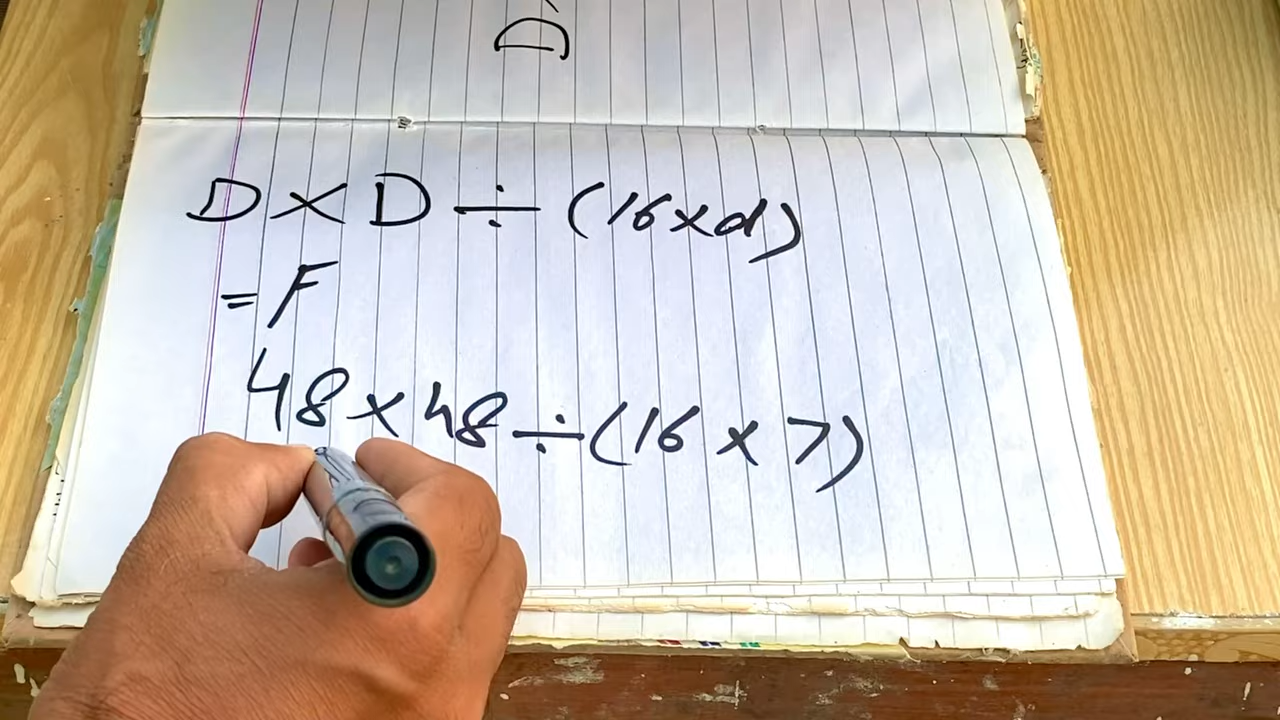 D
D × D ÷ (16 × d)
= F
48 × 48 ÷ (16 × 7)